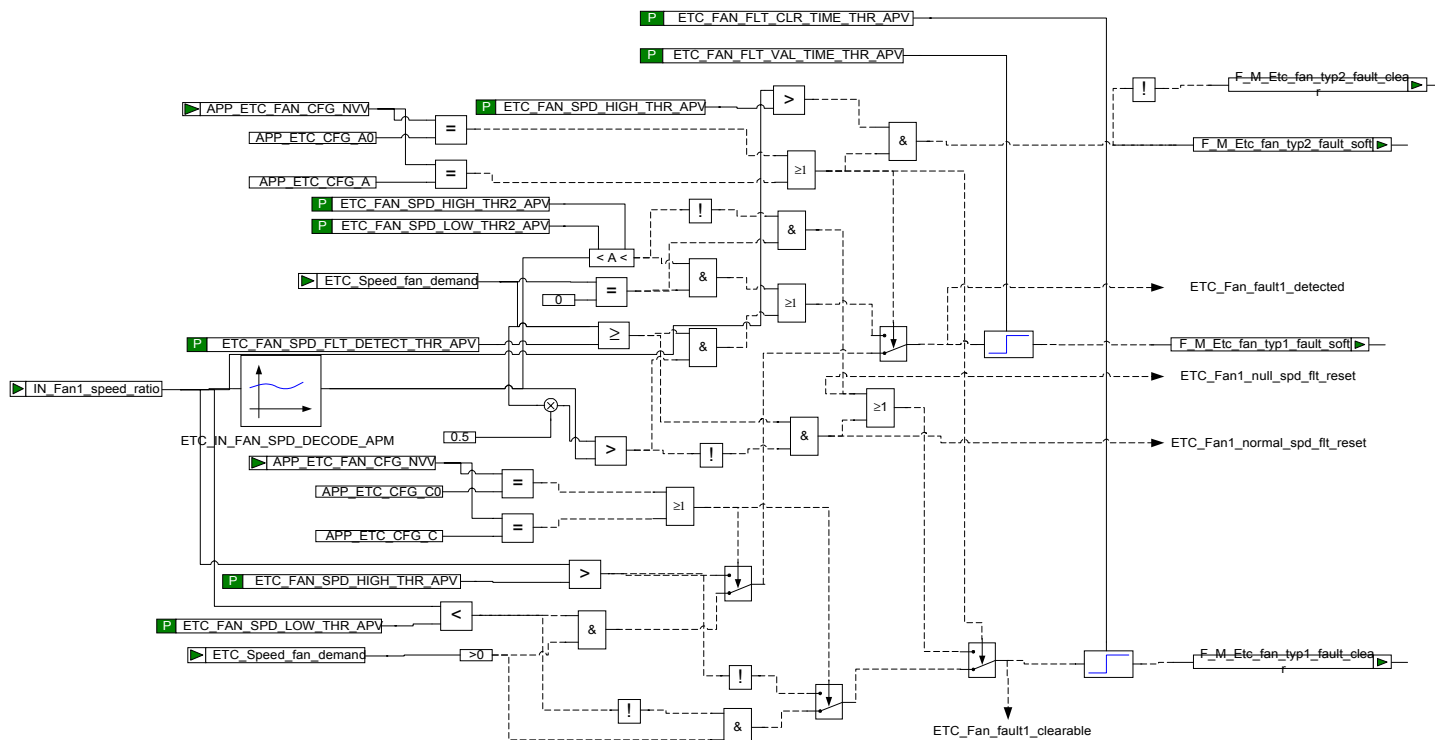 P ETC_FAN_FLT_CLR_TIME_THR_APV
P ETC_FAN_FLT_VAL_TIME_THR_APV
F_M_Etc_fan_typ2_fault_clea
r
!
APP_ETC_FAN_CFG_NVV
P ETC_FAN_SPD_HIGH_THR_APV
>
=
APP_ETC_CFG_A0
&
F_M_Etc_fan_typ2_fault_soft
=
≥1
APP_ETC_CFG_A
P ETC_FAN_SPD_HIGH_THR2_APV
!
P ETC_FAN_SPD_LOW_THR2_APV
&
< A <
ETC_Speed_fan_demand
&
=
0
≥1
ETC_Fan_fault1_detected
≥
P ETC_FAN_SPD_FLT_DETECT_THR_APV
&
F_M_Etc_fan_typ1_fault_soft
IN_Fan1_speed_ratio
ETC_Fan1_null_spd_flt_reset
≥1
0.5
ETC_IN_FAN_SPD_DECODE_APM
>
!
&
ETC_Fan1_normal_spd_flt_reset
APP_ETC_FAN_CFG_NVV
=
APP_ETC_CFG_C0
≥1
=
APP_ETC_CFG_C
>
P ETC_FAN_SPD_HIGH_THR_APV
<
P ETC_FAN_SPD_LOW_THR_APV
&
ETC_Speed_fan_demand
>0
F_M_Etc_fan_typ1_fault_clea
r
!
!
&
ETC_Fan_fault1_clearable